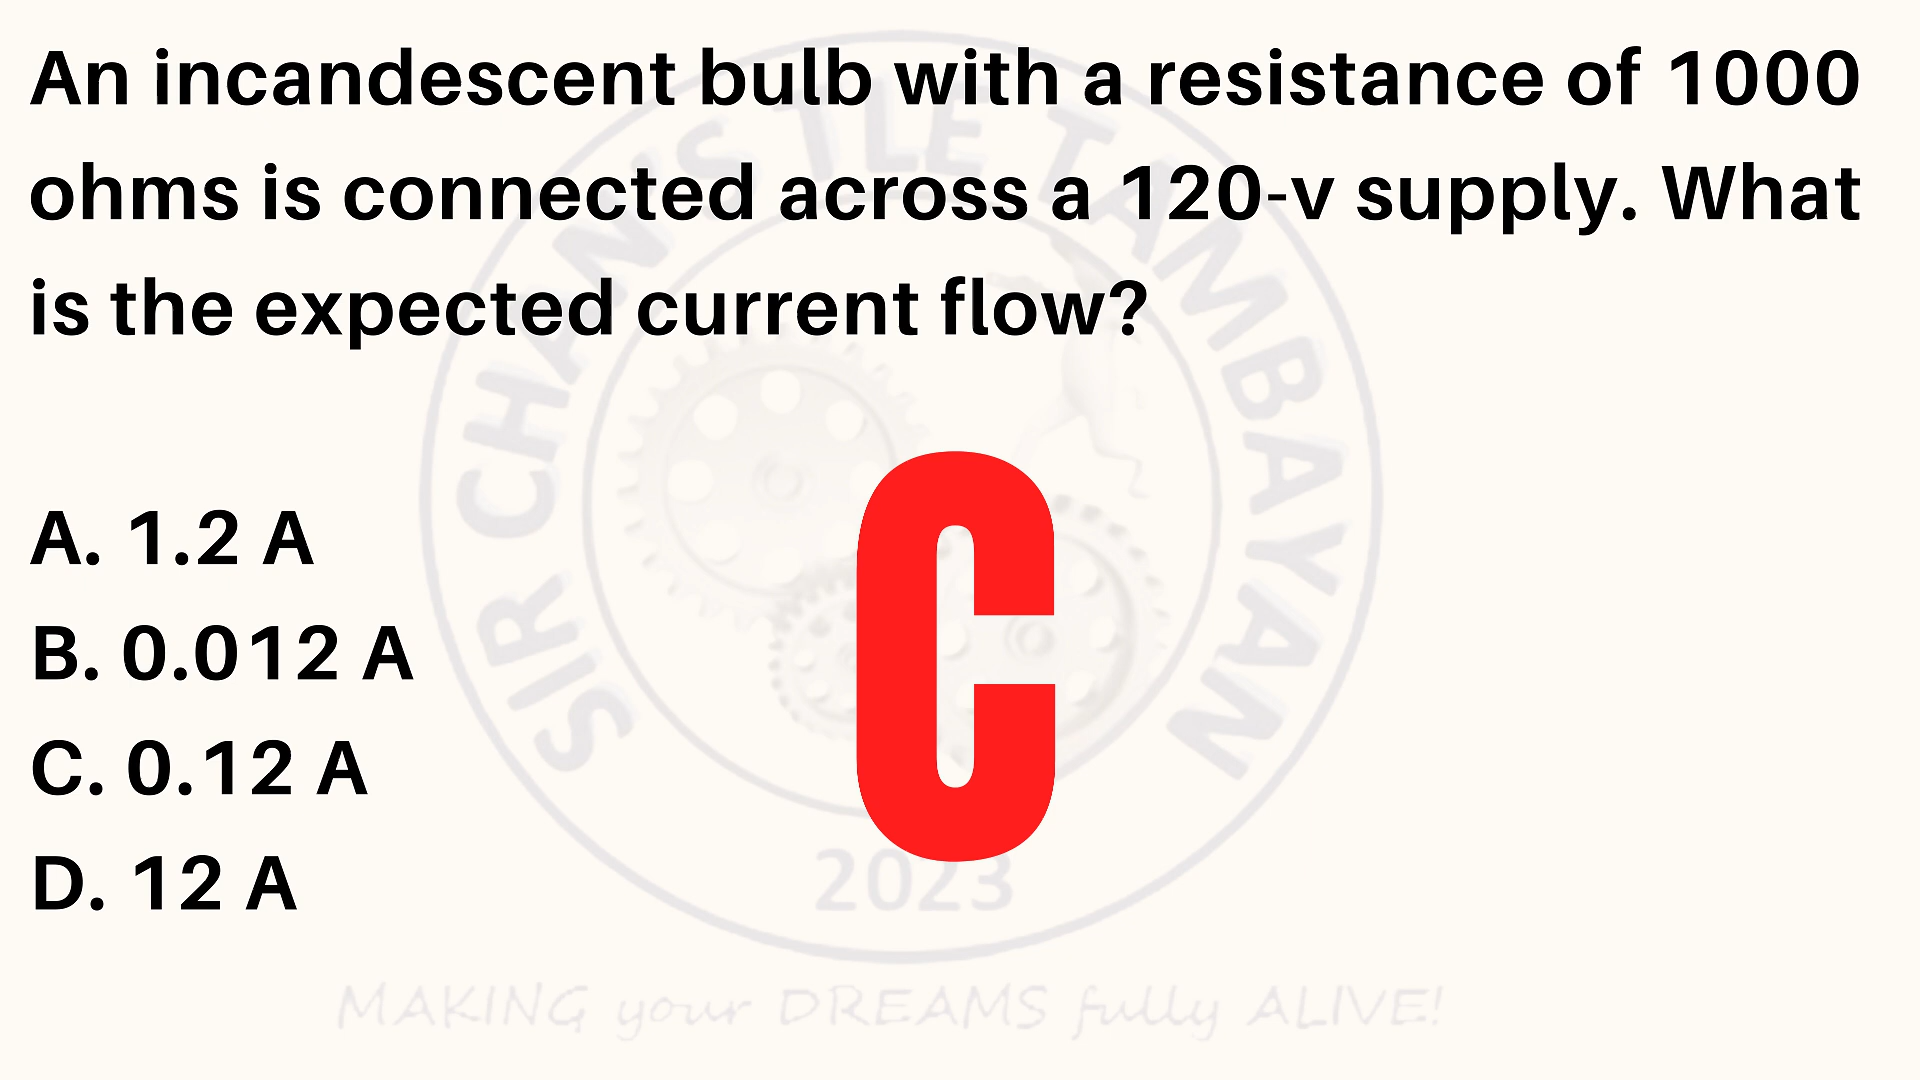 An incandescent bulb with a resistance of 1000
ohms is connected across a 120-v supply. What
is the expected current flow?
A. 1.2 A
B. 0.012 A
C. 0.12 A
D. 12 A
C
SIR CHAN'S TLE TAMBAYAN
2023
MAKING your DREAMS fully ALIVE!